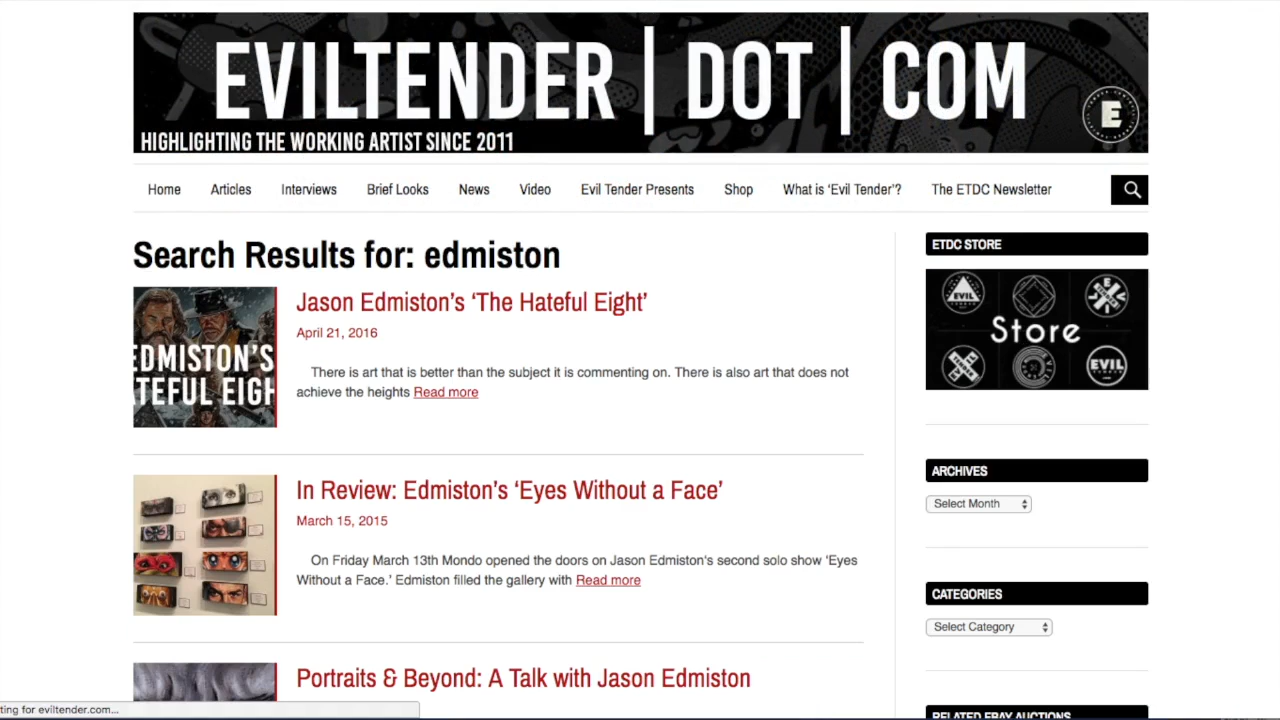 EVILTENDER | DOT | COM
E
HIGHLIGHTING THE WORKING ARTIST SINCE 2011
Home Articles Interviews Brief Looks News Video Evil Tender Presents Shop What is ‘Evil Tender’? The ETDC Newsletter
Search Results for: edmiston
EDMISTON'S
ATEFUL EIGH
Jason Edmiston’s ‘The Hateful Eight’
April 21, 2016
There is art that is better than the subject it is commenting on. There is also art that does not
achieve the heights Read more
In Review: Edmiston’s ‘Eyes Without a Face’
March 15, 2015
On Friday March 13th Mondo opened the doors on Jason Edmiston's second solo show 'Eyes
Without a Face.' Edmiston filled the gallery with Read more
Portraits & Beyond: A Talk with Jason Edmiston
ETDC STORE
EVIL
Store
EVIL
ARCHIVES
Select Month
CATEGORIES
Select Category
RELATED EBAY AUCTIONS
ting for eviltender.com...